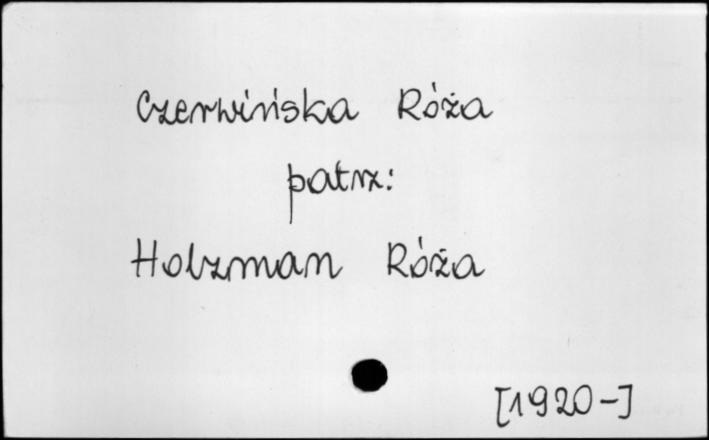 Czerwińska Róża
patrz:
Holzman Róża
[1920-]